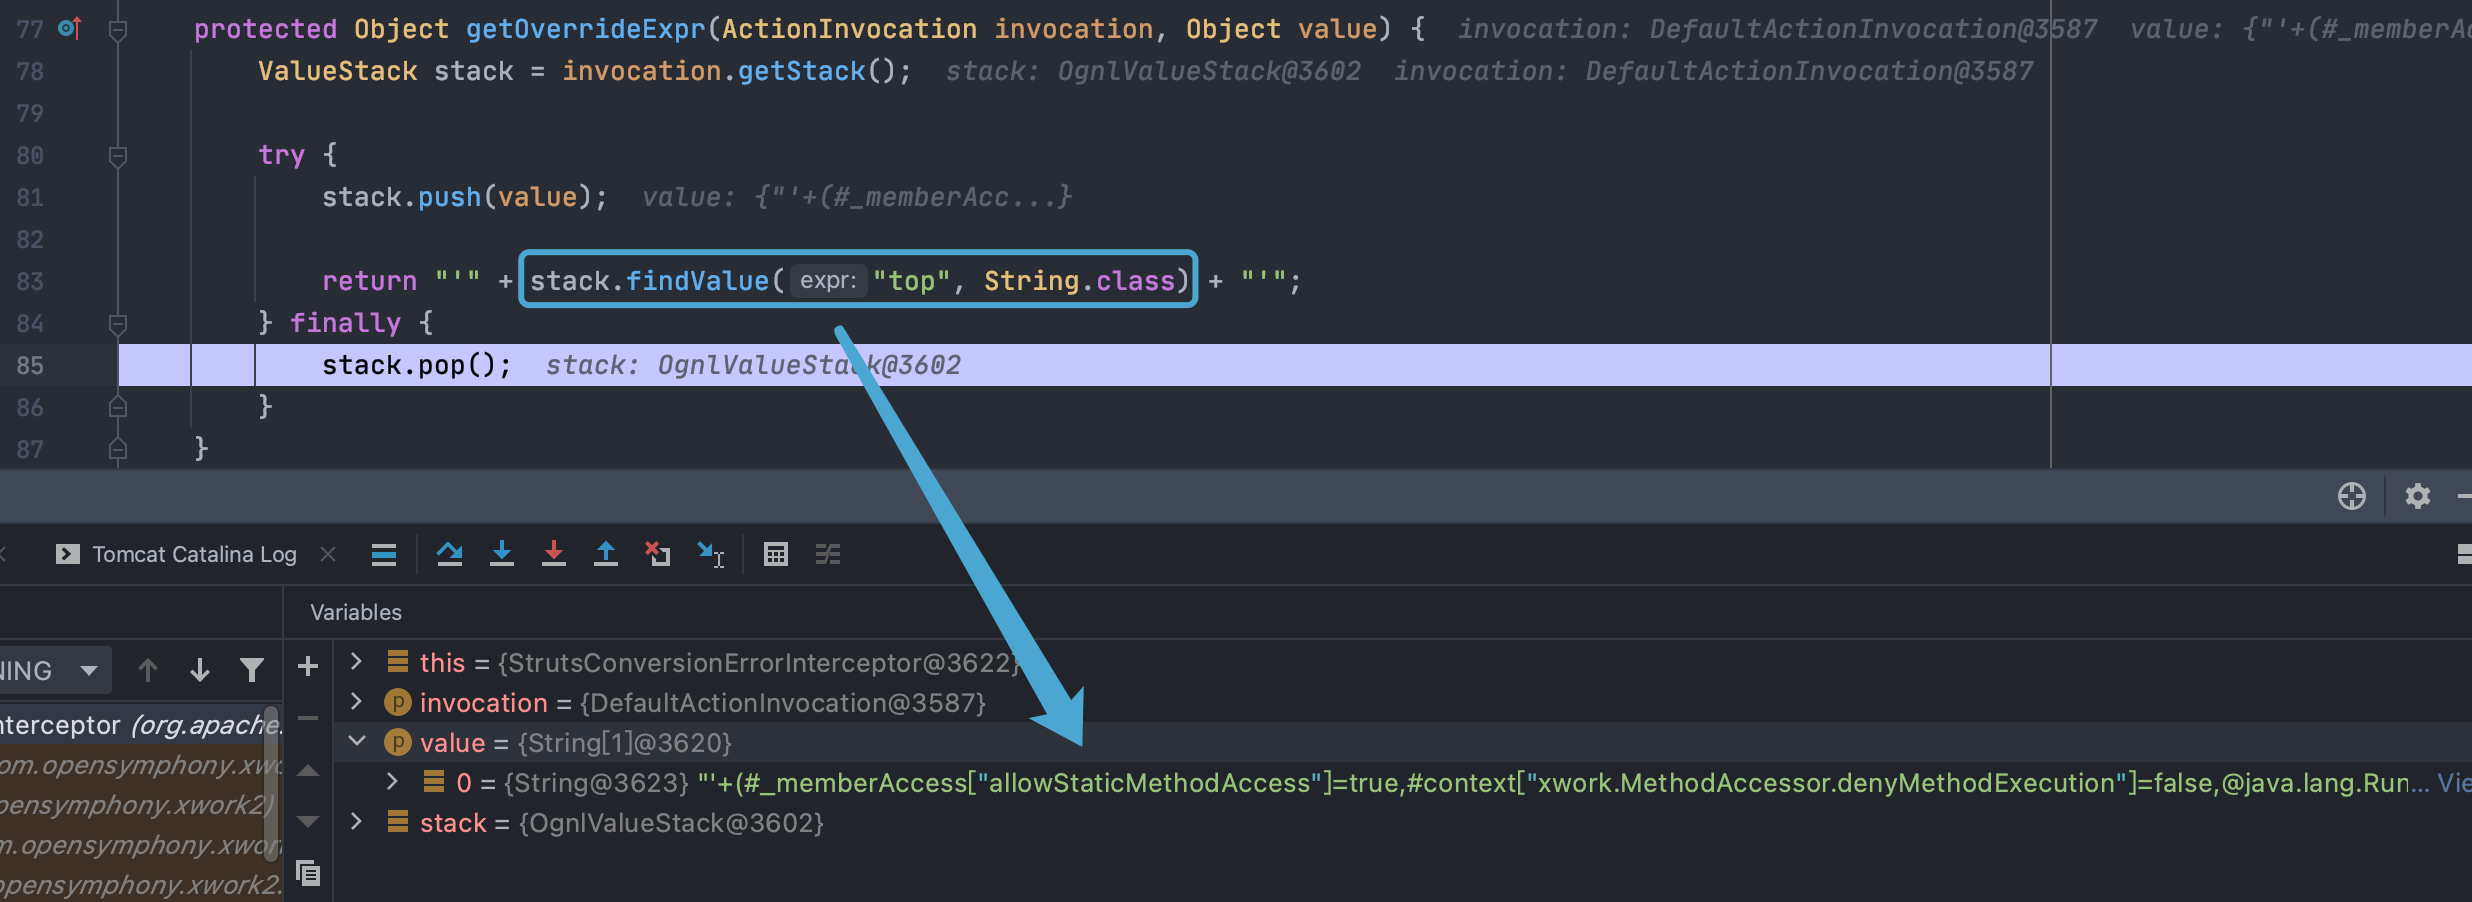 77 protected Object getOverrideExpr(ActionInvocation invocation, Object value) { invocation: DefaultActionInvocation@3587 value: {"'+(#_memberAc
78 ValueStack stack = invocation.getStack(); stack: OgnlValueStack@3602 invocation: DefaultActionInvocation@3587
79
80 try {
81 stack.push(value); value: {"'+(#_memberAcc...}
82
83 return "'" + stack.findValue( expr: "top", String.class) + "'";
84 } finally {
85 stack.pop(); stack: OgnlValueStack@3602
86 }
87 }
Tomcat Catalina Log
Variables
NING
this = {StrutsConversionErrorInterceptor@3622}
invocation = {DefaultActionInvocation@3587}
value = {String[1]@3620}
0 = {String@3623} "'+(#_memberAccess["allowStaticMethodAccess"]=true,#context["xwork.MethodAccessor.denyMethodExecution"]=false,@java.lang.Run... Vie
stack = {OgnlValueStack@3602}
nterceptor (org.apache.
om.opensymphony.xwo
pensymphony.xwork2)
m.opensymphony.xwor
opensymphony.xwork2.